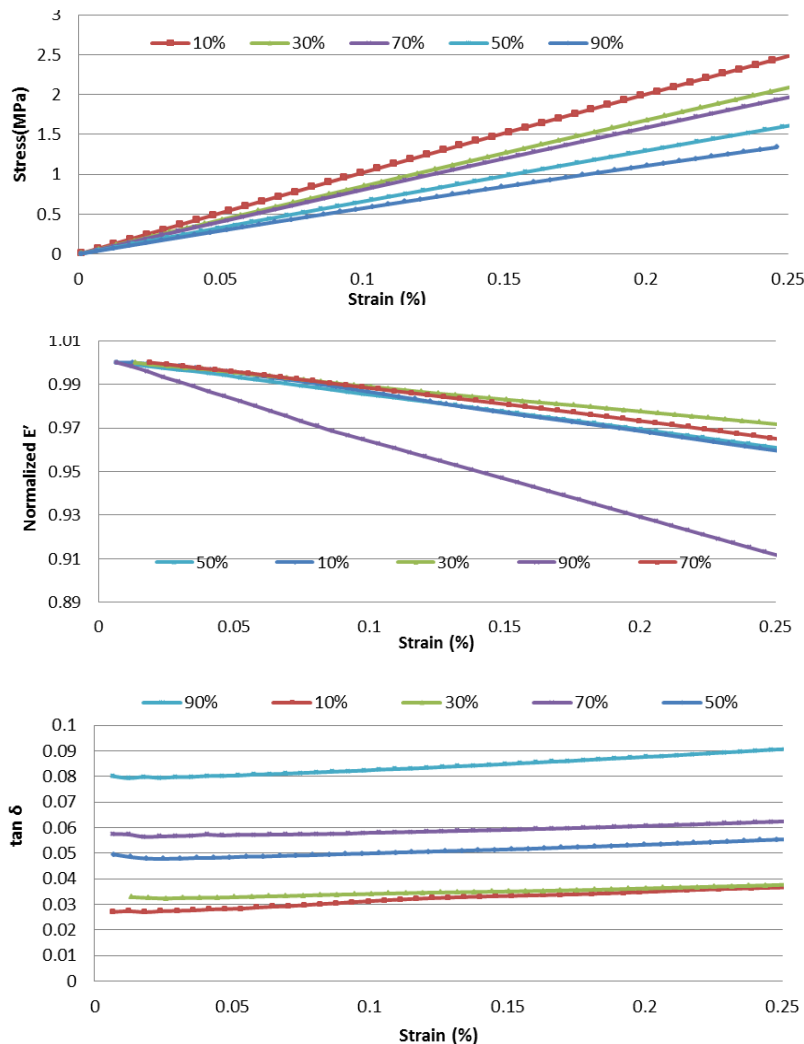 3
2.5
2
1.5
1
0.5
0
Stress(MPa)
10% 30% 70% 50% 90%
0 0.05 0.1 0.15 0.2 0.25
Strain (%)
1.01
0.99
0.97
0.95
0.93
0.91
0.89
Normalized E'
50% 10% 30% 90% 70%
0 0.05 0.1 0.15 0.2 0.25
Strain (%)
90% 10% 30% 70% 50%
0.1
0.09
0.08
0.07
0.06
0.05
0.04
0.03
0.02
0.01
0
tan δ
0 0.05 0.1 0.15 0.2 0.25
Strain (%)